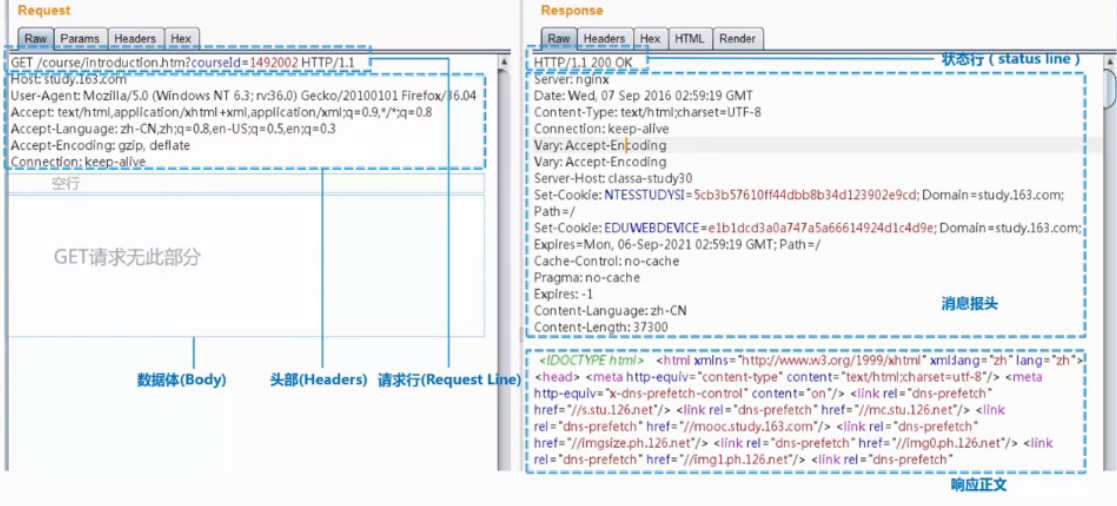 Request
Raw Params Headers Hex
GET /course/introduction.htm?courseId=1492002 HTTP/1.1
Host: study.163.com
User-Agent: Mozilla/5.0 (Windows NT 6.3; rv:36.0) Gecko/20100101 Firefox/36.04
Accept: text/html,application/xhtml+xml,application/xml;q=0.9,*/*;q=0.8
Accept-Language: zh-CN,zh;q=0.8,en-US;q=0.5,en;q=0.3
Accept-Encoding: gzip, deflate
Connection: keep-alive
空行
GET请求无此部分
数据体(Body)
头部(Headers)
请求行(Request Line)
Response
Raw Headers Hex HTML Render
HTTP/1.1 200 OK
状态行（status line）
Server: nginx
Date: Wed, 07 Sep 2016 02:59:19 GMT
Content-Type: text/html;charset=UTF-8
Connection: keep-alive
Vary: Accept-Encoding
Vary: Accept-Encoding
Server-Host: classa-study30
Set-Cookie: NTESSTUDYSI=5cb3b57610ff44dbb8b34d123902e9cd; Domain=study.163.com;
Path=/
Set-Cookie: EDUWEBDEVICE=e1b1dcd3a0a747a5a66614924d1c4d9e; Domain=study.163.com;
Expires=Mon, 06-Sep-2021 02:59:19 GMT; Path=/
Cache-Control: no-cache
Pragma: no-cache
Expires: -1
Content-Language: zh-CN
Content-Length: 37300
消息报头
<!DOCTYPE html> <html xmlns="http://www.w3.org/1999/xhtml" xml:lang="zh" lang="zh">
<head> <meta http-equiv="content-type" content="text/html;charset=utf-8"/> <meta
http-equiv="x-dns-prefetch-control" content="on"/> <link rel="dns-prefetch"
href="//s.stu.126.net"/> <link rel="dns-prefetch" href="//mc.stu.126.net"/> <link
rel="dns-prefetch" href="//mooc.study.163.com"/> <link rel="dns-prefetch"
href="//imgsize.ph.126.net"/> <link rel="dns-prefetch" href="//img0.ph.126.net"/> <link
rel="dns-prefetch" href="//img1.ph.126.net"/> <link rel="dns-prefetch"
响应正文